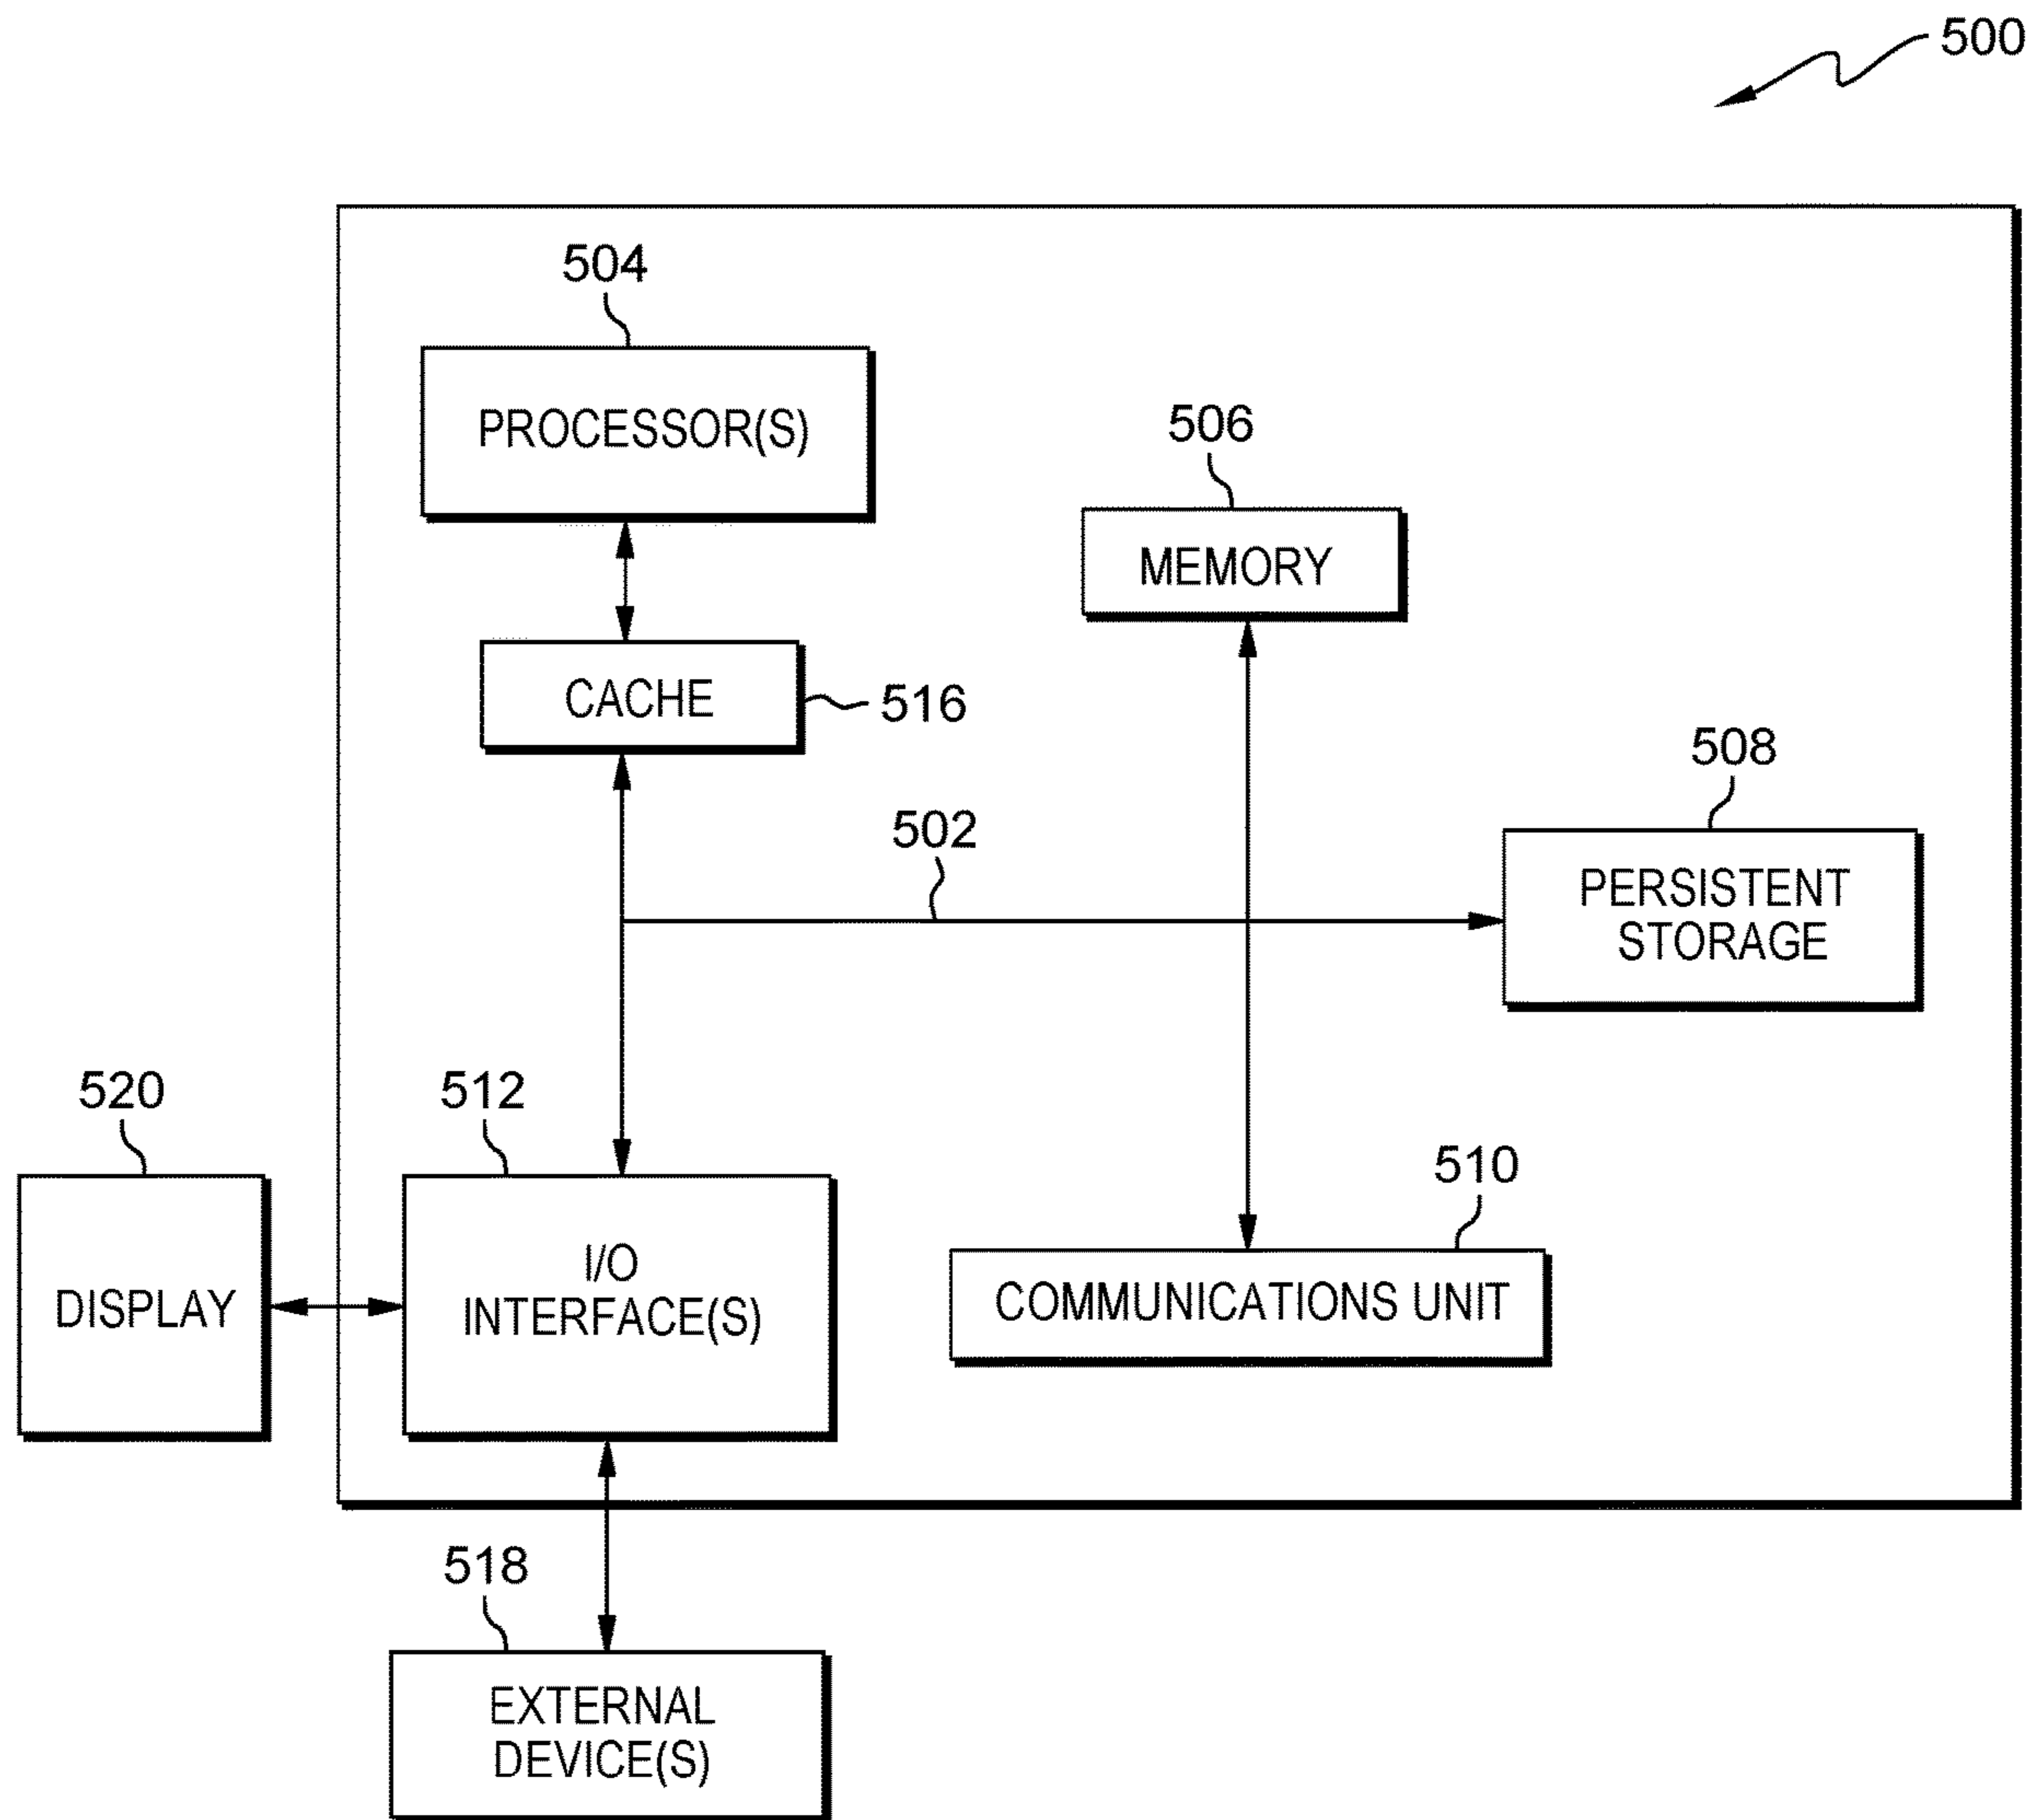 500
504
PROCESSOR(S)
506
MEMORY
CACHE
516
508
502
PERSISTENT
STORAGE
520
512
510
I/O
INTERFACE(S)
DISPLAY
COMMUNICATIONS UNIT
518
EXTERNAL
DEVICE(S)